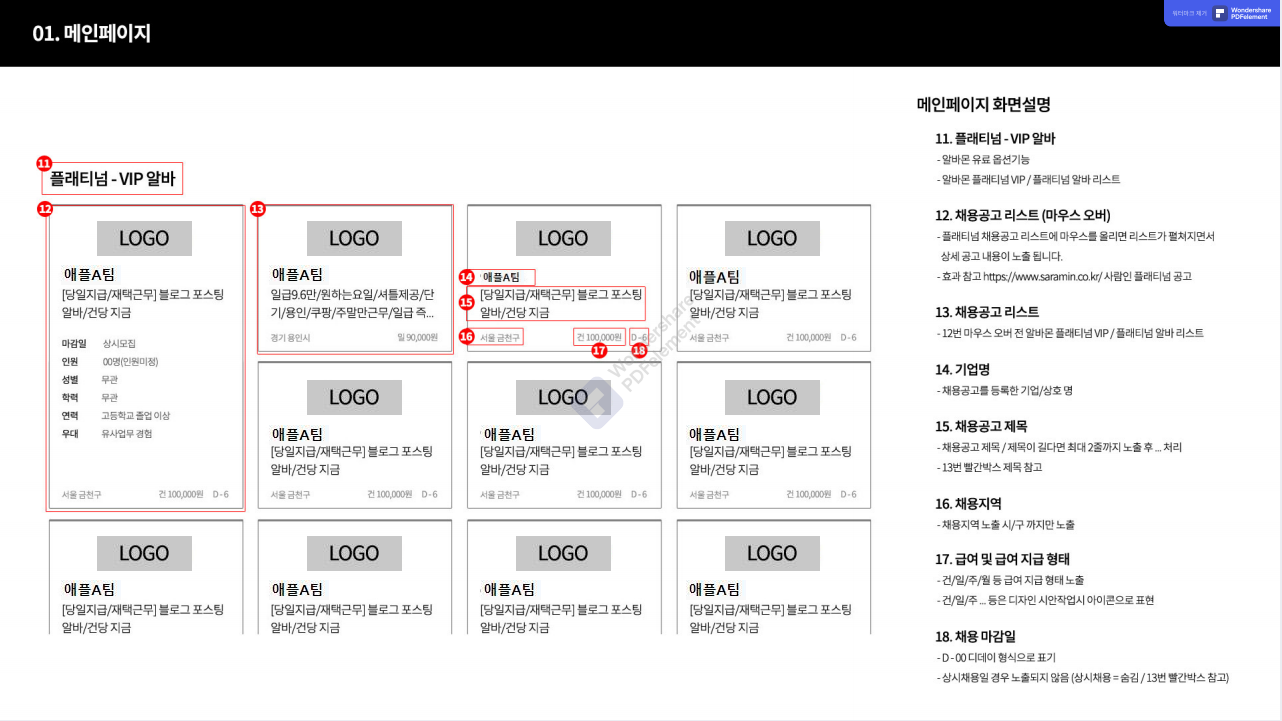 01. 메인페이지
워터마크 제거
Wondershare
PDFelement
11
플래티넘 - VIP 알바
12
LOGO
애플A팀
[당일지급/재택근무] 블로그 포스팅
알바/건당 지급
마감일 상시모집
인원 00명(인원미정)
성별 무관
학력 무관
연력 고등학교 졸업 이상
우대 유사업무 경험
서울 금천구 건 100,000원 D - 6
13
LOGO
애플A팀
일급9.6만/원하는요일/셔틀제공/단
기/용인/쿠팡/주말만근무/일급 즉...
경기 용인시 일 90,000원
LOGO
14
애플A팀
15
[당일지급/재택근무] 블로그 포스팅
알바/건당 지급
16
서울 금천구 건 100,000원 D - 6
17
18
LOGO
애플A팀
[당일지급/재택근무] 블로그 포스팅
알바/건당 지급
서울 금천구 건 100,000원 D - 6
LOGO
애플A팀
[당일지급/재택근무] 블로그 포스팅
알바/건당 지급
서울 금천구 건 100,000원 D - 6
LOGO
애플A팀
[당일지급/재택근무] 블로그 포스팅
알바/건당 지급
서울 금천구 건 100,000원 D - 6
LOGO
애플A팀
[당일지급/재택근무] 블로그 포스팅
알바/건당 지급
서울 금천구 건 100,000원 D - 6
Wondershare
PDFelement
LOGO
애플A팀
[당일지급/재택근무] 블로그 포스팅
알바/건당 지급
LOGO
애플A팀
[당일지급/재택근무] 블로그 포스팅
알바/건당 지급
LOGO
애플A팀
[당일지급/재택근무] 블로그 포스팅
알바/건당 지급
LOGO
애플A팀
[당일지급/재택근무] 블로그 포스팅
알바/건당 지급
메인페이지 화면설명
11. 플래티넘 - VIP 알바
- 알바몬 유료 옵션기능
- 알바몬 플래티넘 VIP / 플래티넘 알바 리스트
12. 채용공고 리스트 (마우스 오버)
- 플래티넘 채용공고 리스트에 마우스를 올리면 리스트가 펼쳐지면서
상세 공고 내용이 노출 됩니다.
- 효과 참고 https://www.saramin.co.kr/ 사람인 플래티넘 공고
13. 채용공고 리스트
- 12번 마우스 오버 전 알바몬 플래티넘 VIP / 플래티넘 알바 리스트
14. 기업명
- 채용공고를 등록한 기업/상호 명
15. 채용공고 제목
- 채용공고 제목 / 제목이 길다면 최대 2줄까지 노출 후 ... 처리
- 13번 빨간박스 제목 참고
16. 채용지역
- 채용지역 노출 시/구 까지만 노출
17. 급여 및 급여 지급 형태
- 건/일/주/월 등 급여 지급 형태 노출
- 건/일/주 ... 등은 디자인 시안작업시 아이콘으로 표현
18. 채용 마감일
- D - 00 디데이 형식으로 표기
- 상시채용일 경우 노출되지 않음 (상시채용 = 숨김 / 13번 빨간박스 참고)